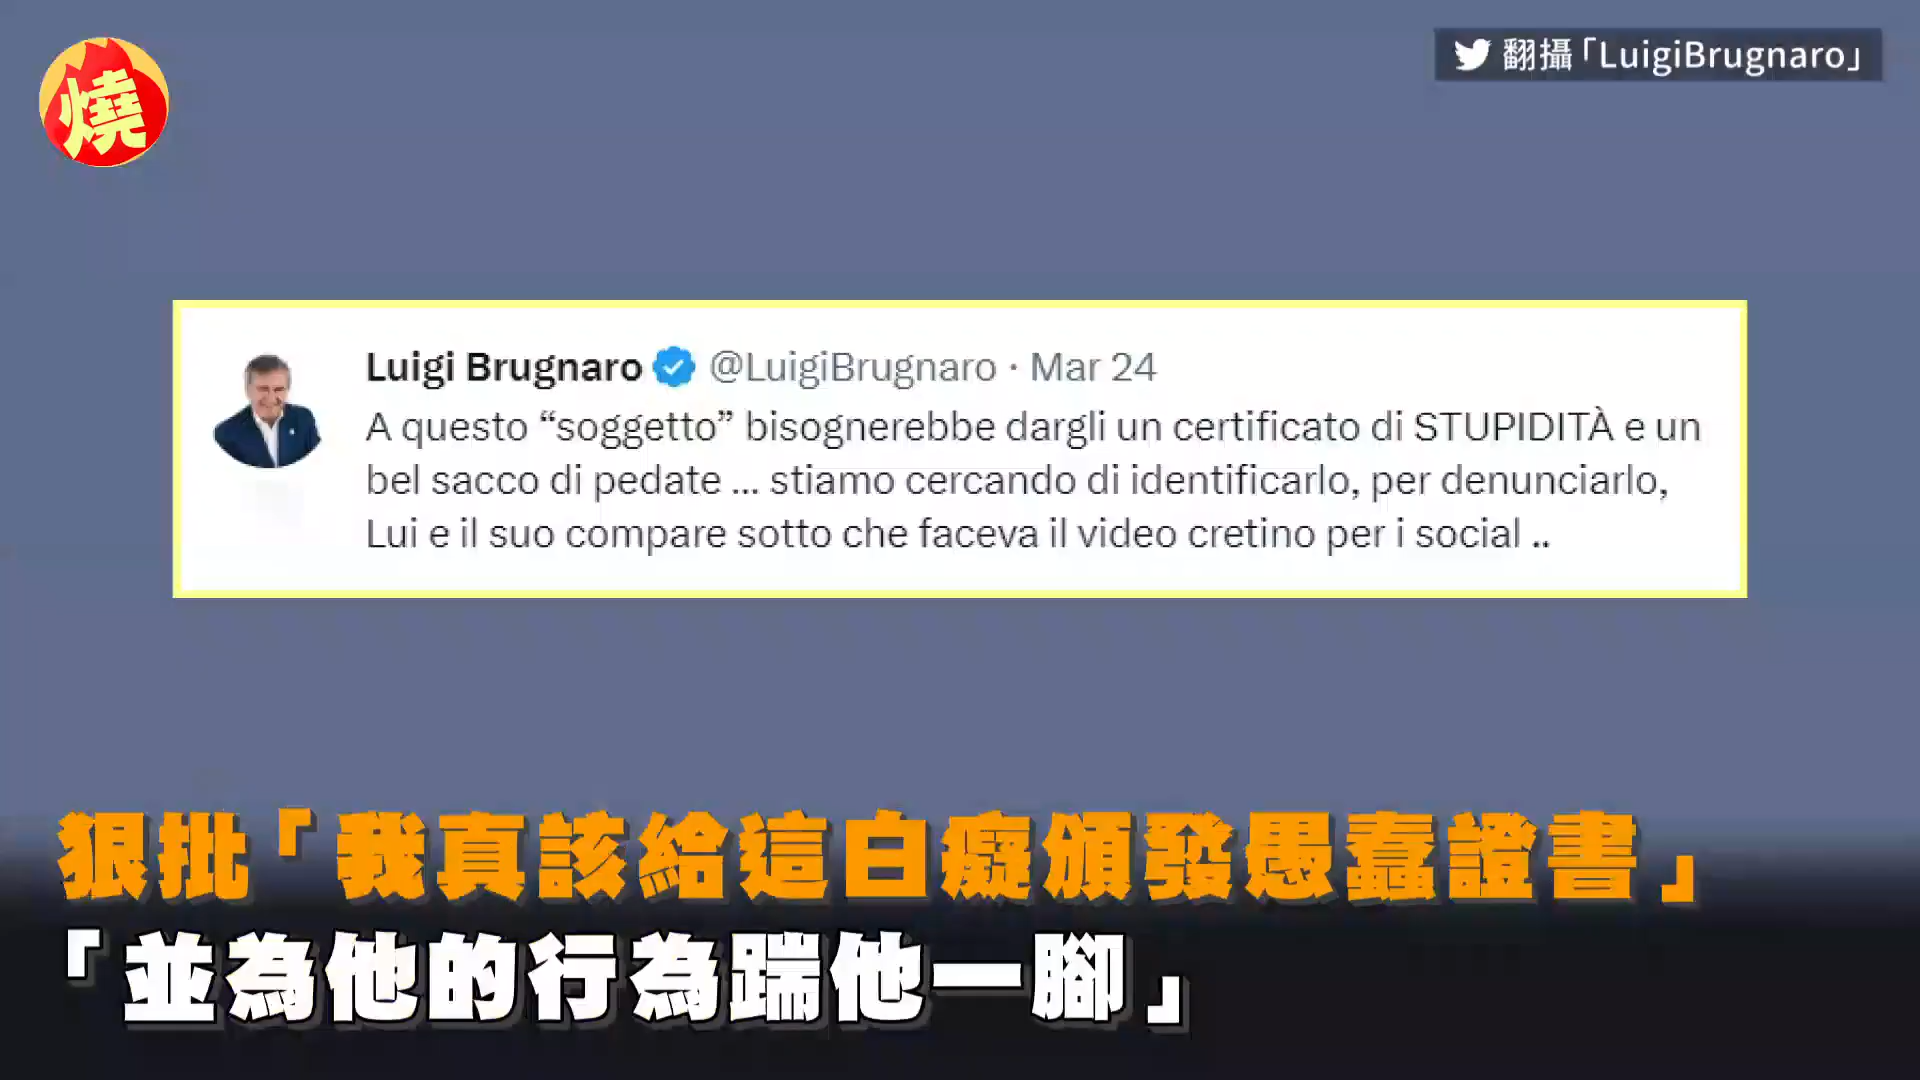 燒
翻攝「LuigiBrugnaro」
Luigi Brugnaro @LuigiBrugnaro · Mar 24
A questo “soggetto” bisognerebbe dargli un certificato di STUPIDITÀ e un
bel sacco di pedate ... stiamo cercando di identificarlo, per denunciarlo,
Lui e il suo compare sotto che faceva il video cretino per i social ..
狠批「我真該給這白癡頒發愚蠢證書」
「並為他的行為踹他一腳」